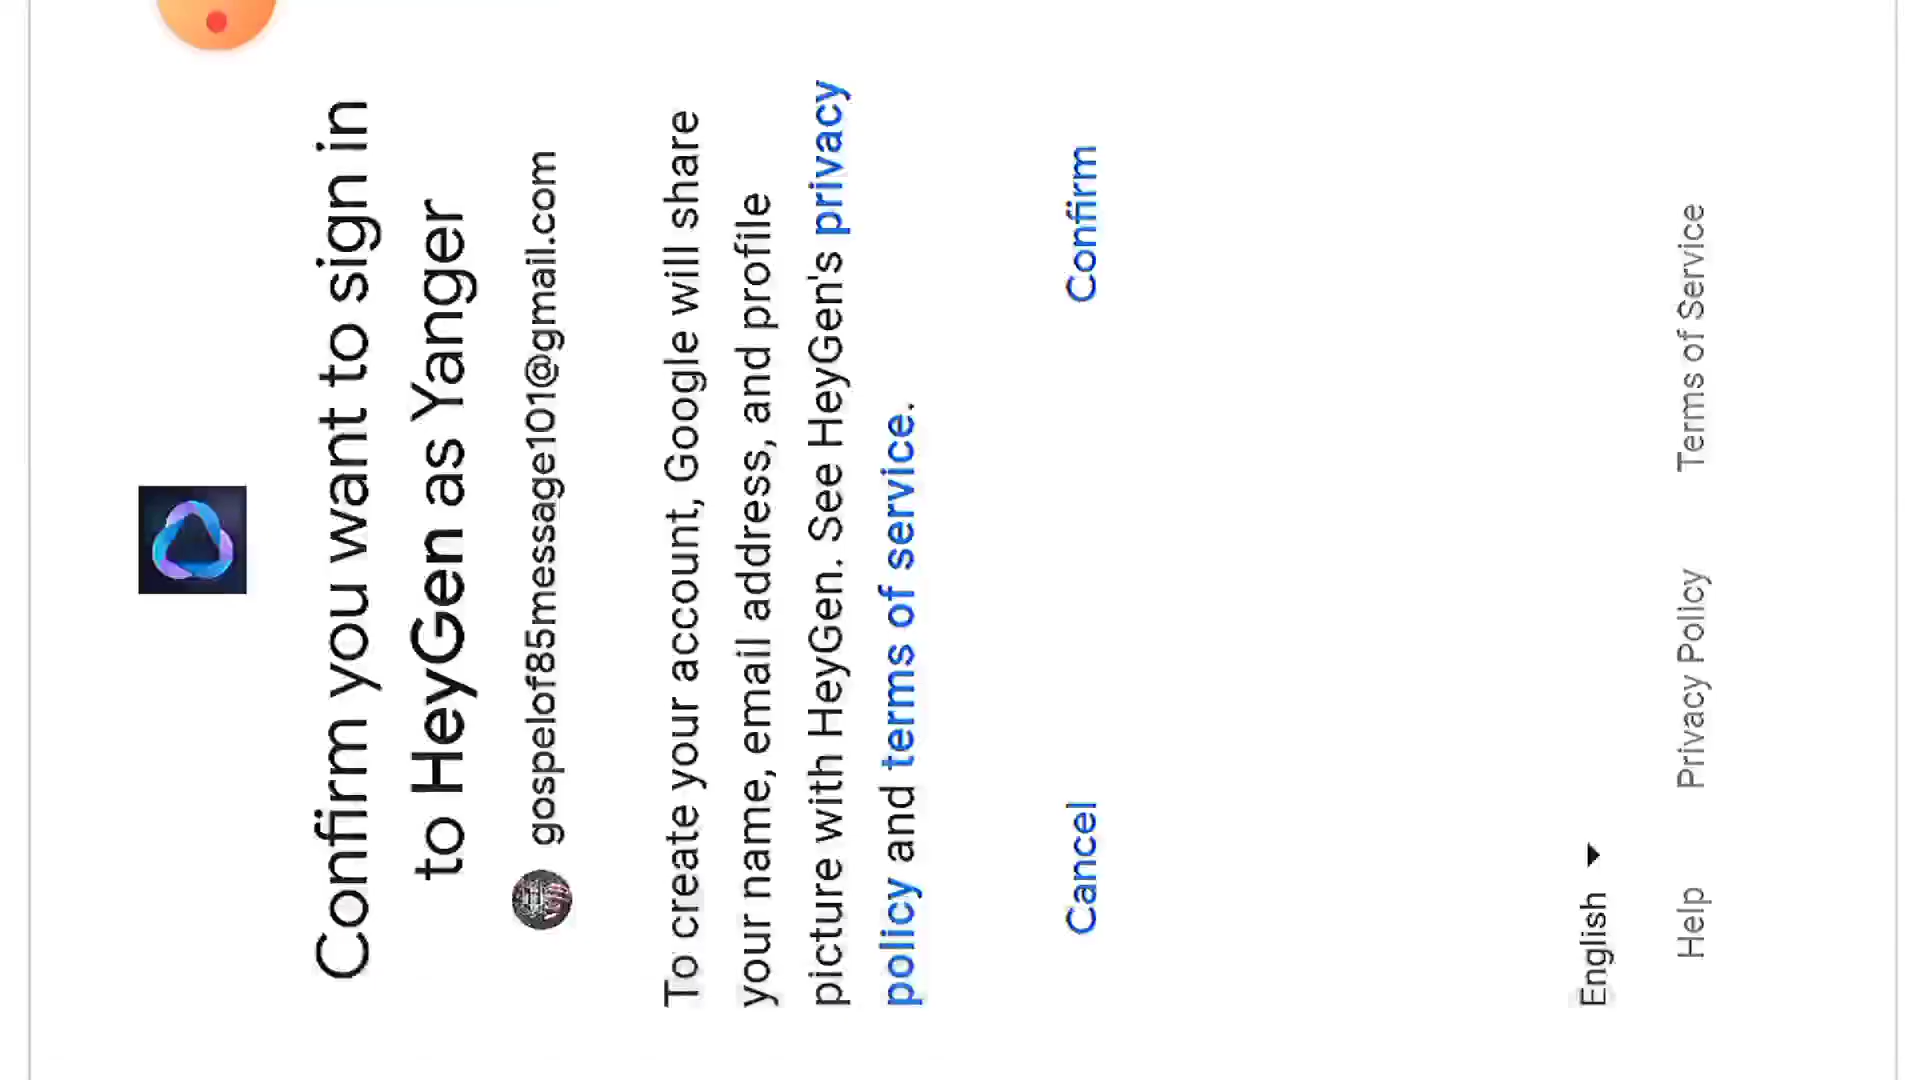 Confirm you want to sign in
to HeyGen as Yanger
gospelof85message101@gmail.com
To create your account, Google will share
your name, email address, and profile
picture with HeyGen. See HeyGen's privacy
policy and terms of service.
Cancel Confirm
English
Help Privacy Policy Terms of Service